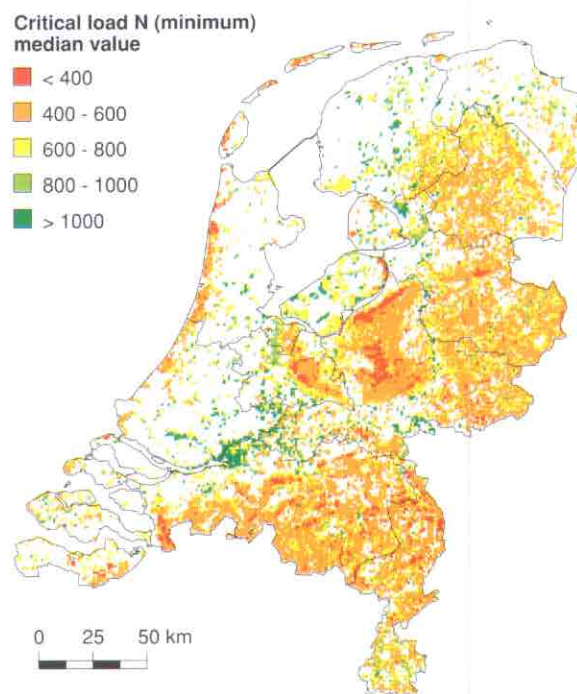 Critical load N (minimum)
median value
< 400
400 - 600
600 - 800
800 - 1000
> 1000
0 25 50 km